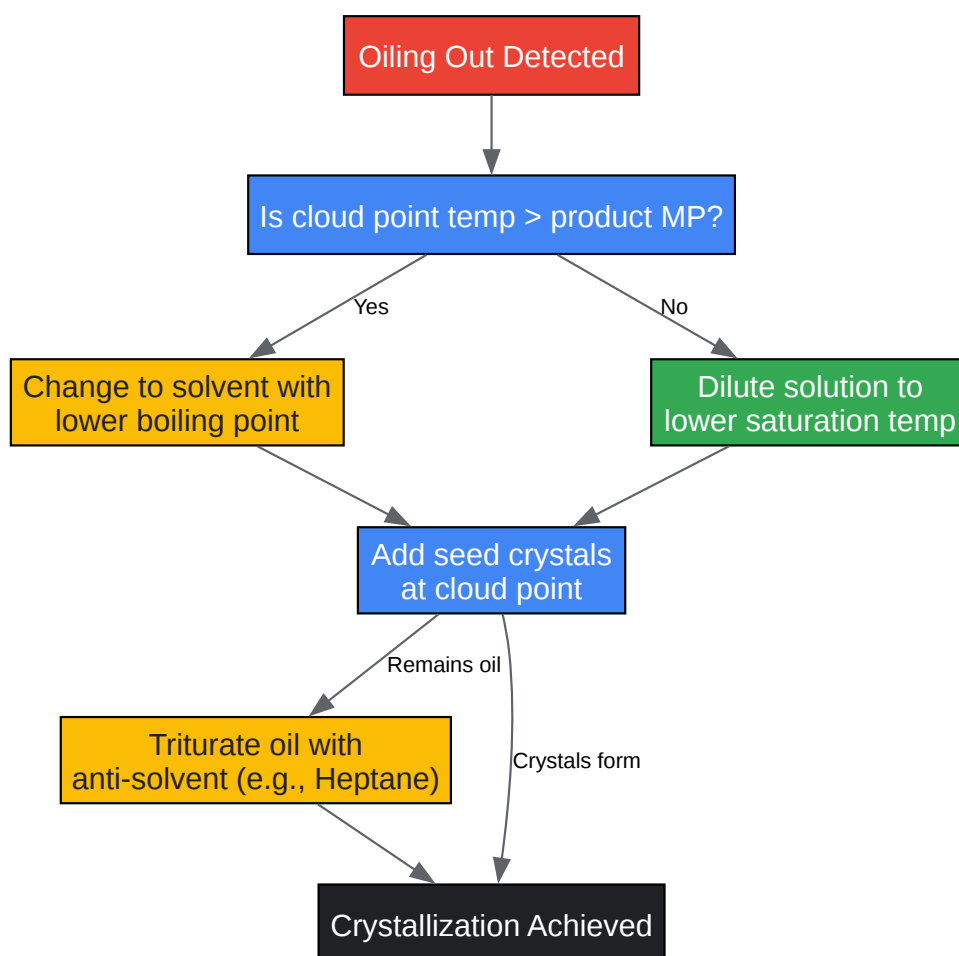 Oiling Out Detected
Is cloud point temp > product MP?
Yes
No
Change to solvent with
lower boiling point
Dilute solution to
lower saturation temp
Add seed crystals
at cloud point
Remains oil
Triturate oil with
anti-solvent (e.g., Heptane)
Crystals form
Crystallization Achieved